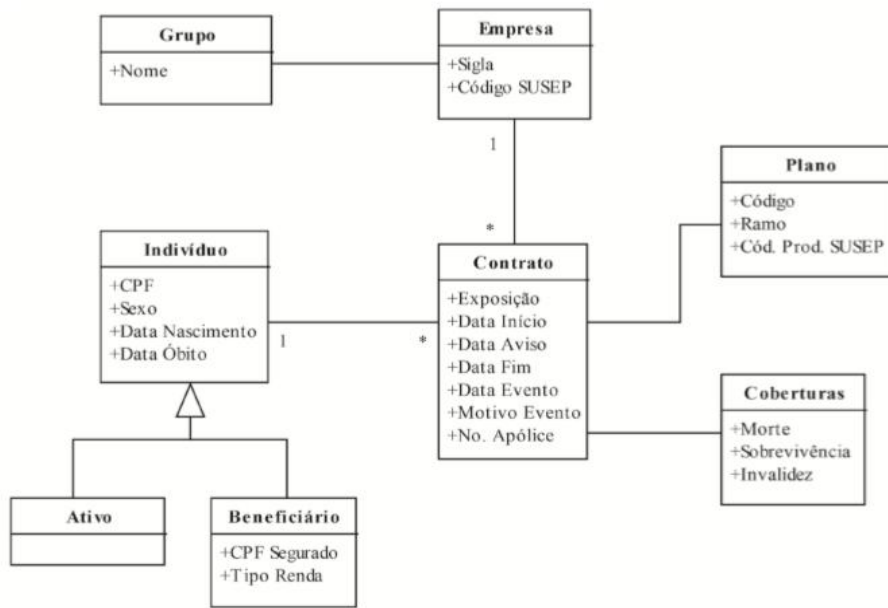 Grupo
+Nome
Empresa
+Sigla
+Código SUSEP
1
*
Plano
+Código
+Ramo
+Cód. Prod. SUSEP
Indivíduo
+CPF
+Sexo
+Data Nascimento
+Data Óbito
1
*
Contrato
+Exposição
+Data Início
+Data Aviso
+Data Fim
+Data Evento
+Motivo Evento
+No. Apólice
Coberturas
+Morte
+Sobrevivência
+Invalidez
Ativo
Beneficiário
+CPF Segurado
+Tipo Renda